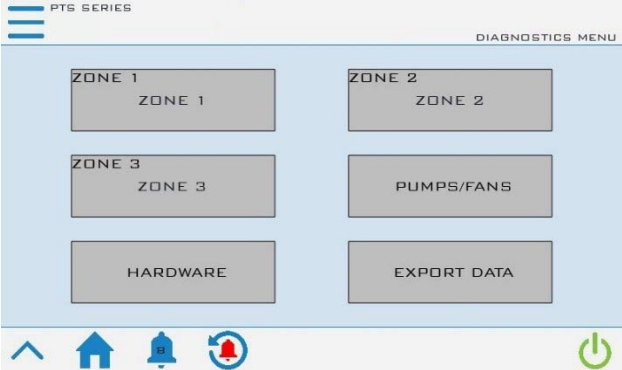 PTS SERIES
DIAGNOSTICS MENU
ZONE 1
ZONE 1
ZONE 2
ZONE 2
ZONE 3
ZONE 3
PUMPS/FANS
HARDWARE
EXPORT DATA
8